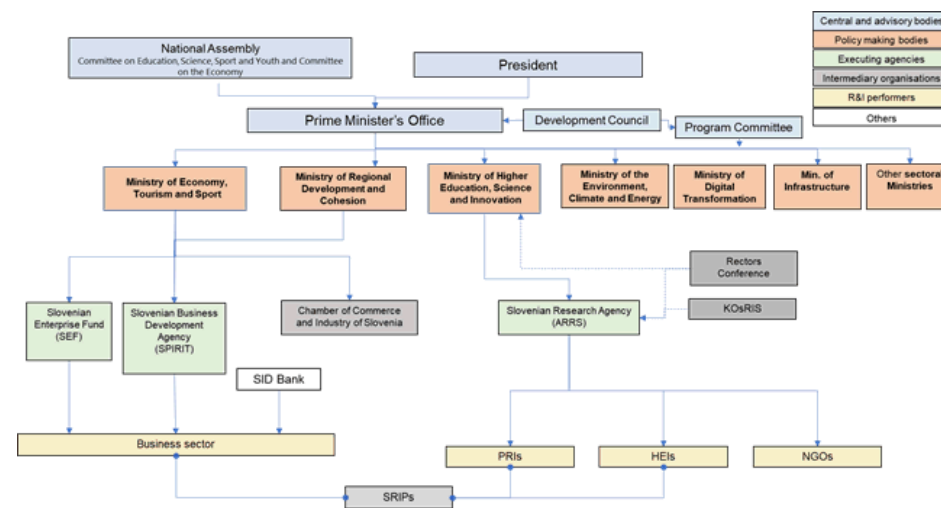 Central and advisory bodies
Policy making bodies
Executing agencies
Intermediary organisations
R&I performers
Others
National Assembly
Committee on Education, Science, Sport and Youth and Committee
on the Economy
President
Prime Minister's Office
Development Council
Program Committee
Ministry of Economy,
Tourism and Sport
Ministry of Regional
Development and
Cohesion
Ministry of Higher
Education, Science
and Innovation
Ministry of the
Environment,
Climate and Energy
Ministry of
Digital
Transformation
Min. of
Infrastructure
Other sectoral
Ministries
Rectors
Conference
KOsRIS
Slovenian
Enterprise Fund
(SEF)
Slovenian Business
Development
Agency
(SPIRIT)
Chamber of Commerce
and Industry of Slovenia
Slovenian Research Agency
(ARRS)
SID Bank
Business sector
PRIs
HEIs
NGOs
SRIPs